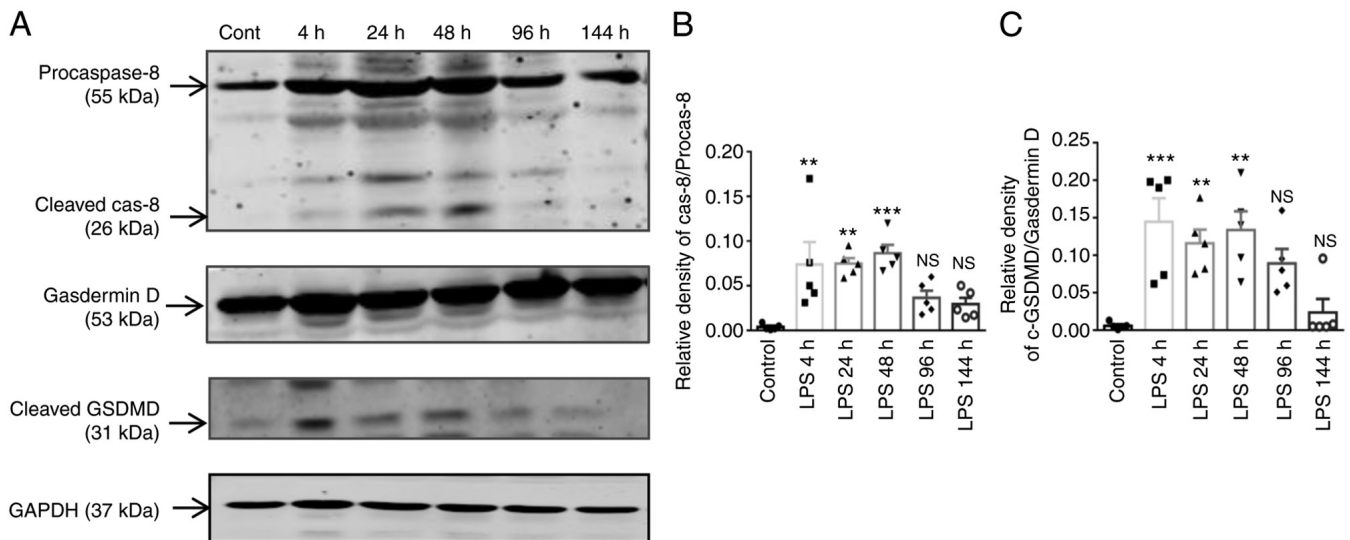 A
Cont 4 h 24 h 48 h 96 h 144 h
Procaspase-8
(55 kDa)
Cleaved cas-8
(26 kDa)
Gasdermin D
(53 kDa)
Cleaved GSDMD
(31 kDa)
GAPDH (37 kDa)
B
Relative density of cas-8/Procas-8
0.20
0.15
0.10
0.05
0.00
**
**
***
NS
NS
Control
LPS 4 h
LPS 24 h
LPS 48 h
LPS 96 h
LPS 144 h
C
Relative density
of c-GSDMD/Gasdermin D
0.25
0.20
0.15
0.10
0.05
0.00
***
**
**
NS
NS
Control
LPS 4 h
LPS 24 h
LPS 48 h
LPS 96 h
LPS 144 h